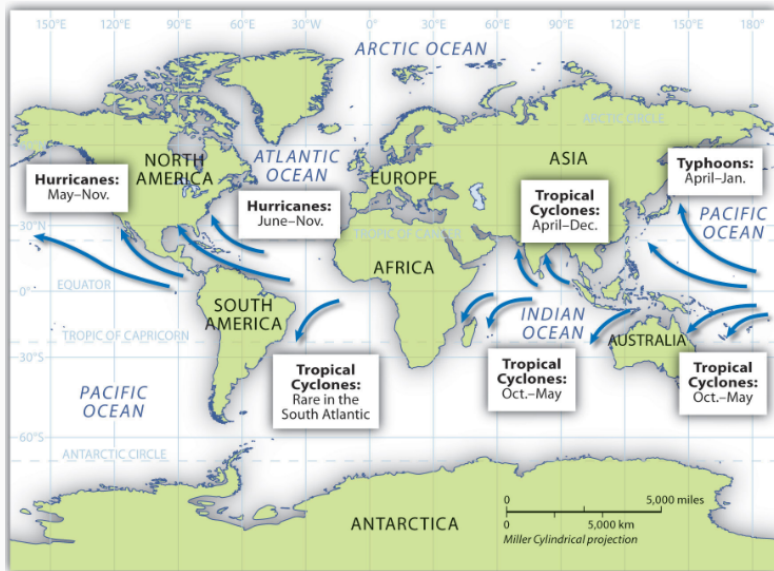 150°E 180° 150°W 120°W 90°W 60°W 30°W 0° 30°E 60°E 90°E 120°E 150°E 180°
ARCTIC OCEAN
ARCTIC CIRCLE
NORTH
AMERICA
ATLANTIC
OCEAN
EUROPE
ASIA
Hurricanes:
May–Nov.
Hurricanes:
June–Nov.
Tropical
Cyclones:
April–Dec.
Typhoons:
April–Jan.
PACIFIC
OCEAN
30°N
TROPIC OF CANCER
AFRICA
EQUATOR
0°
SOUTH
AMERICA
INDIAN
OCEAN
TROPIC OF CAPRICORN
AUSTRALIA
30°S
Tropical
Cyclones:
Rare in the
South Atlantic
Tropical
Cyclones:
Oct.–May
Tropical
Cyclones:
Oct.–May
PACIFIC
OCEAN
60°S
ANTARCTIC CIRCLE
ANTARCTICA
0 5,000 miles
0 5,000 km
Miller Cylindrical projection